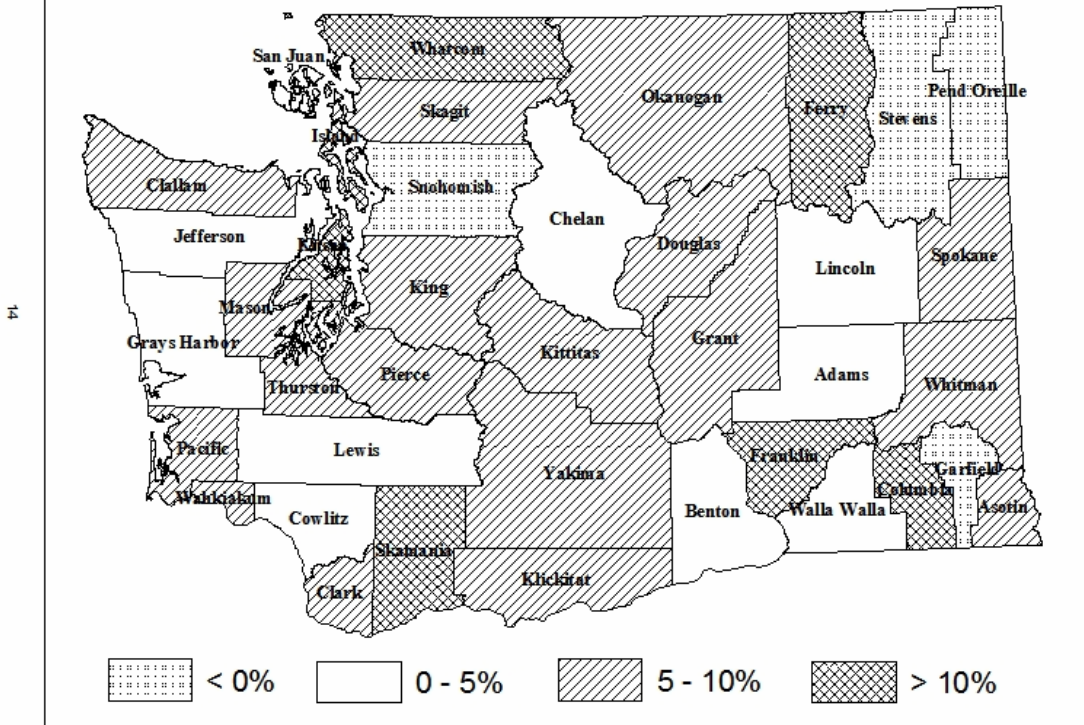 Whatcom
San Juan
Skagit
Okanogan
Ferry
Stevens
Pend Oreille
Island
Clallam
Snohomish
Chelan
Jefferson
Kitsap
Douglas
Lincoln
Spokane
King
Mason
Grays Harbor
Kittitas
Grant
Thurston
Pierce
Adams
Whitman
Pacific
Lewis
Yakima
Franklin
Garfield
Wahkiakum
Cowlitz
Benton
Walla Walla
Columbia
Asotin
Skamania
Clark
Klickitat
14
< 0%
0 - 5%
5 - 10%
> 10%